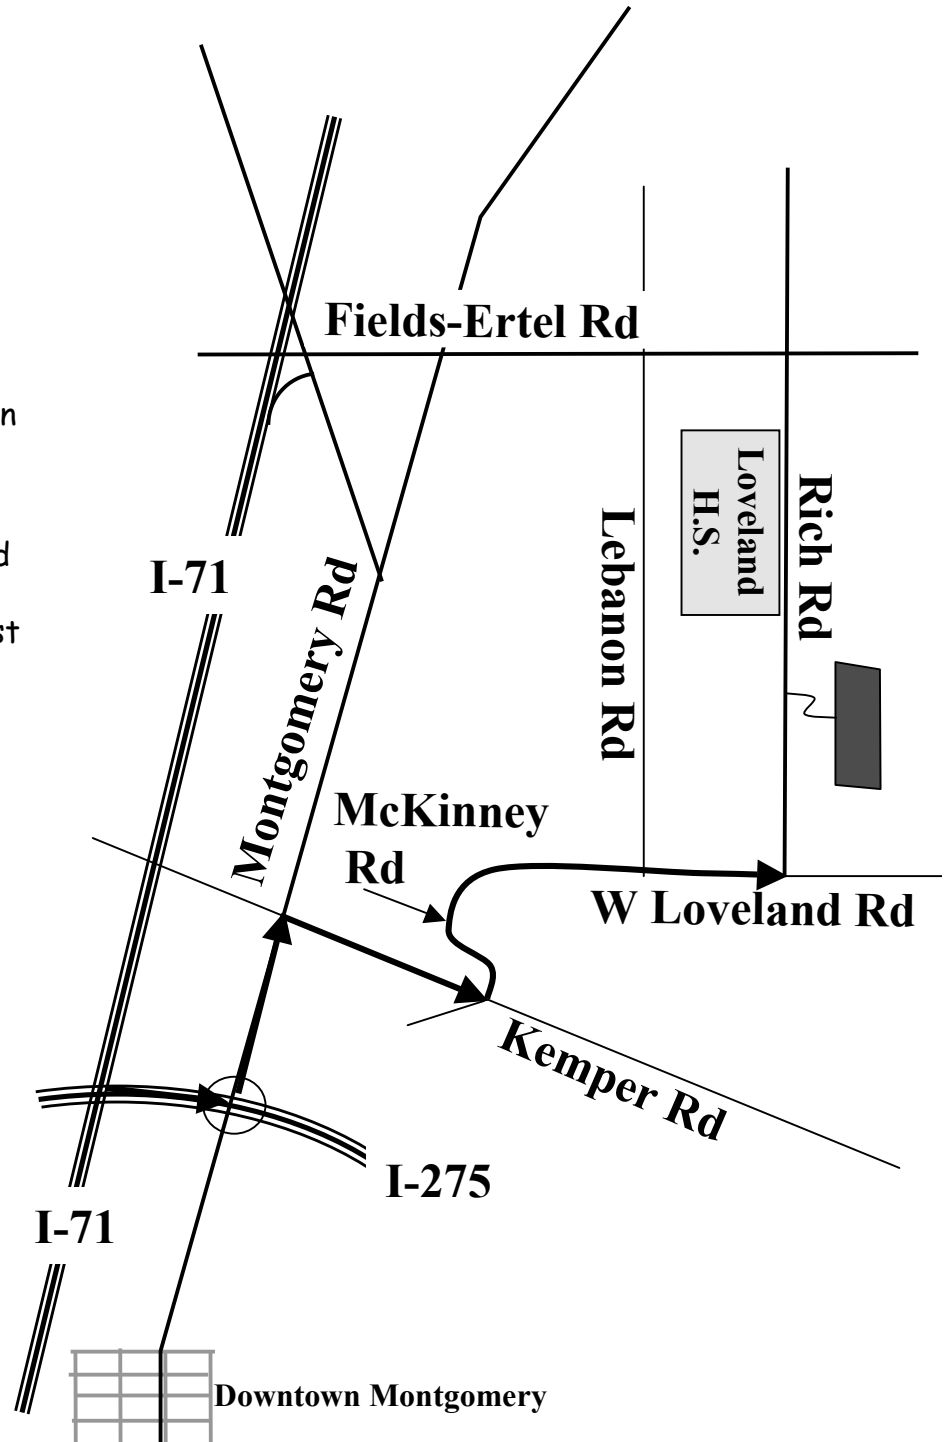 Fields-Ertel Rd
n
Loveland
H.S.
Rich Rd
Lebanon Rd
d
I-71
Montgomery Rd
st
McKinney
Rd
W Loveland Rd
Kemper Rd
I-275
I-71
Downtown Montgomery